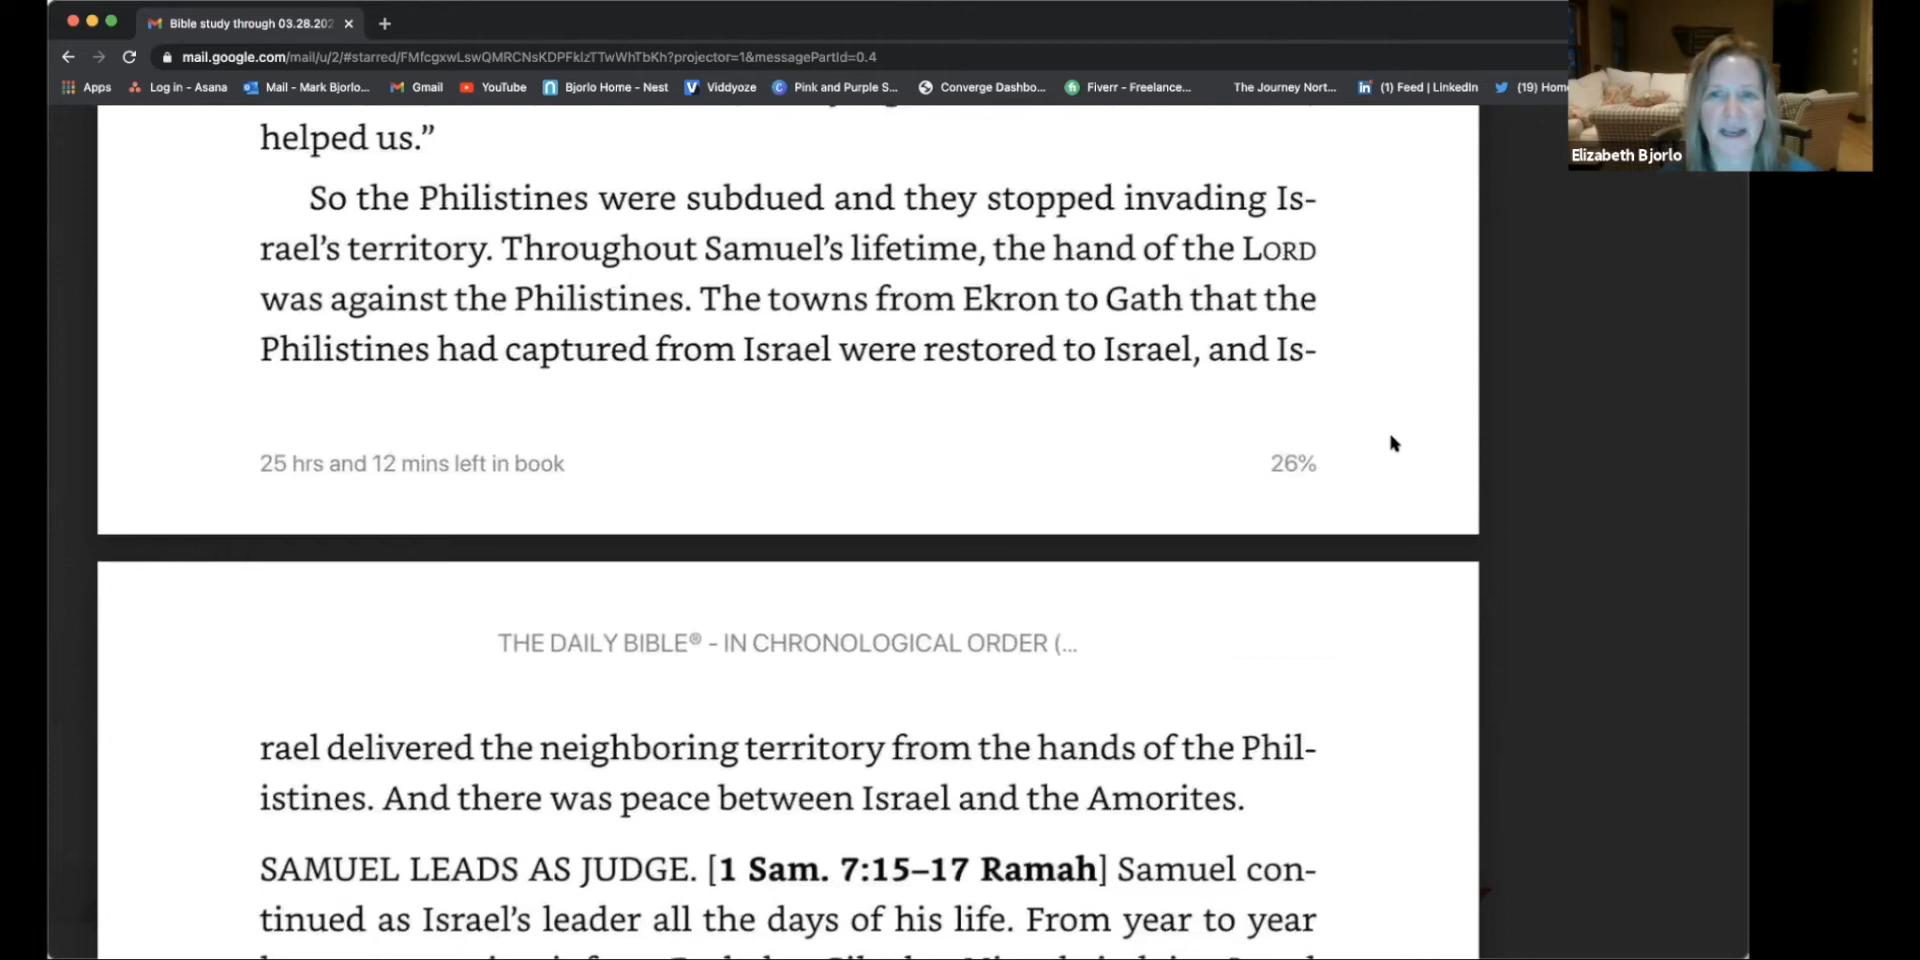 Bible study through 03.28.202
mail.google.com/mail/u/2/#starred/FMfcgxwLswQMRCNsKDPFklzTTwWhTbKh?projector=1&messagePartId=0.4
Apps Log in - Asana Mail - Mark Bjorlo... Gmail YouTube Bjorlo Home - Nest Viddyoze Pink and Purple S... Converge Dashbo... Fiverr - Freelance... The Journey Nort... (1) Feed | LinkedIn (19) Hom
Elizabeth Bjorlo
helped us.”
So the Philistines were subdued and they stopped invading Is-
rael’s territory. Throughout Samuel’s lifetime, the hand of the LORD
was against the Philistines. The towns from Ekron to Gath that the
Philistines had captured from Israel were restored to Israel, and Is-
25 hrs and 12 mins left in book 26%
THE DAILY BIBLE® - IN CHRONOLOGICAL ORDER (...
rael delivered the neighboring territory from the hands of the Phil-
istines. And there was peace between Israel and the Amorites.
SAMUEL LEADS AS JUDGE. [1 Sam. 7:15–17 Ramah] Samuel con-
tinued as Israel’s leader all the days of his life. From year to year